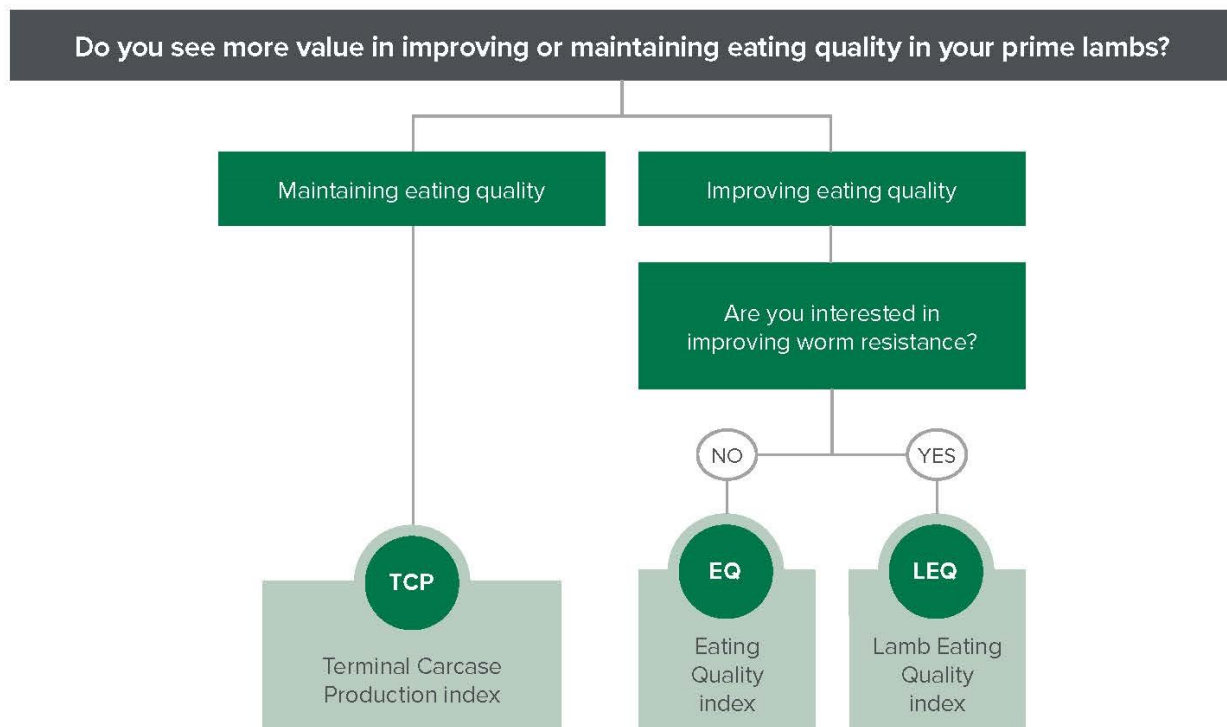 Do you see more value in improving or maintaining eating quality in your prime lambs?
Maintaining eating quality
Improving eating quality
Are you interested in
improving worm resistance?
NO
YES
TCP
Terminal Carcase
Production index
EQ
Eating
Quality
index
LEQ
Lamb Eating
Quality
index